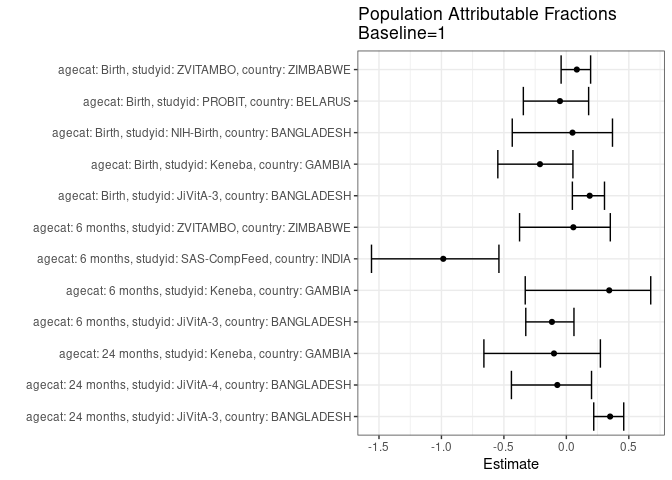 Population Attributable Fractions
Baseline=1
agecat: Birth, studyid: ZVITAMBO, country: ZIMBABWE
agecat: Birth, studyid: PROBIT, country: BELARUS
agecat: Birth, studyid: NIH-Birth, country: BANGLADESH
agecat: Birth, studyid: Keneba, country: GAMBIA
agecat: Birth, studyid: JiVitA-3, country: BANGLADESH
agecat: 6 months, studyid: ZVITAMBO, country: ZIMBABWE
agecat: 6 months, studyid: SAS-CompFeed, country: INDIA
agecat: 6 months, studyid: Keneba, country: GAMBIA
agecat: 6 months, studyid: JiVitA-3, country: BANGLADESH
agecat: 24 months, studyid: Keneba, country: GAMBIA
agecat: 24 months, studyid: JiVitA-4, country: BANGLADESH
agecat: 24 months, studyid: JiVitA-3, country: BANGLADESH
-1.5 -1.0 -0.5 0.0 0.5
Estimate